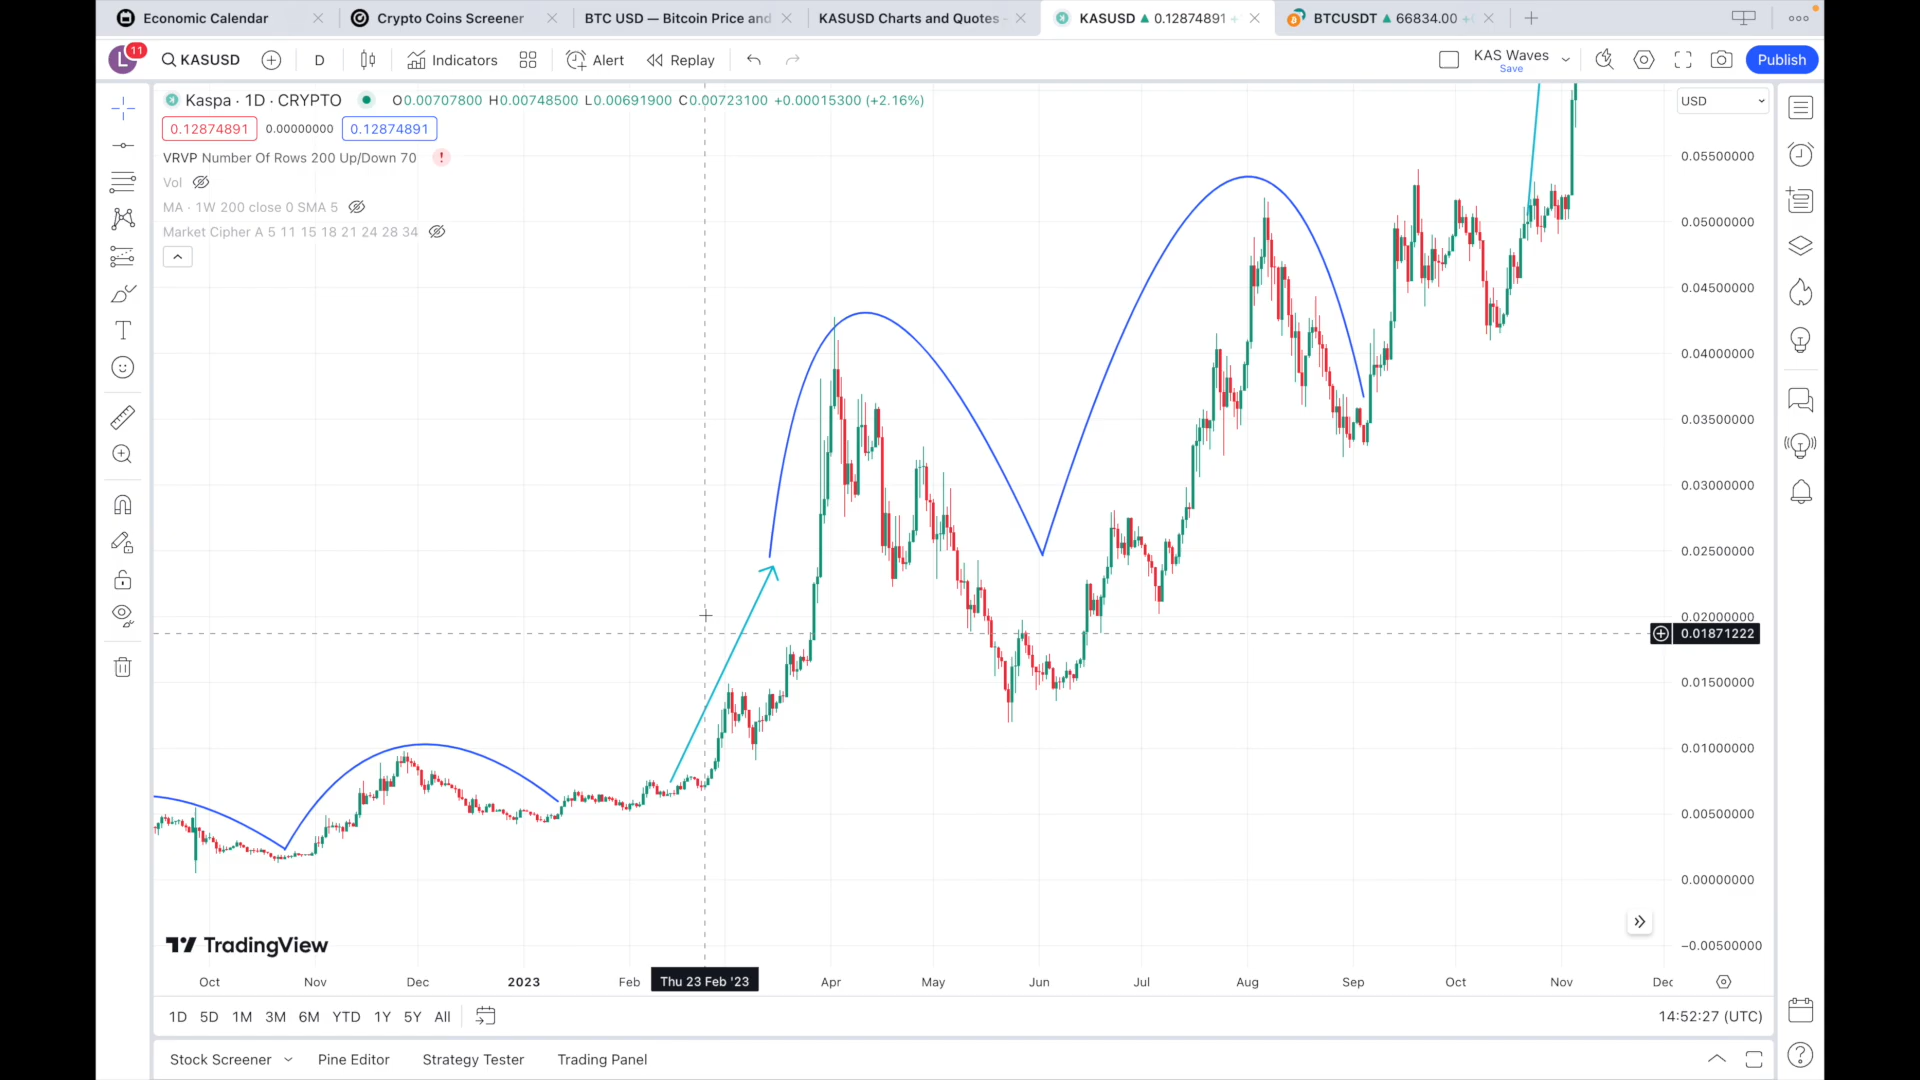 Economic Calendar
Crypto Coins Screener
BTC USD — Bitcoin Price and
KASUSD Charts and Quotes -
KASUSD ▲ 0.12874891 +
BTCUSDT ▲ 66834.00 +
L 11
KASUSD
D
Indicators
Alert
Replay
KAS Waves
Save
Publish
Kaspa · 1D · CRYPTO
O0.00707800 H0.00748500 L0.00691900 C0.00723100 +0.00015300 (+2.16%)
USD
0.12874891 0.00000000 0.12874891
VRVP Number Of Rows 200 Up/Down 70 !
Vol
MA · 1W 200 close 0 SMA 5
Market Cipher A 5 11 15 18 21 24 28 34
0.05500000
0.05000000
0.04500000
0.04000000
0.03500000
0.03000000
0.02500000
0.02000000
0.01871222
0.01500000
0.01000000
0.00500000
0.00000000
−0.00500000
TradingView
Oct Nov Dec 2023 Feb Thu 23 Feb '23 Apr May Jun Jul Aug Sep Oct Nov Dec
1D 5D 1M 3M 6M YTD 1Y 5Y All
14:52:27 (UTC)
Stock Screener Pine Editor Strategy Tester Trading Panel